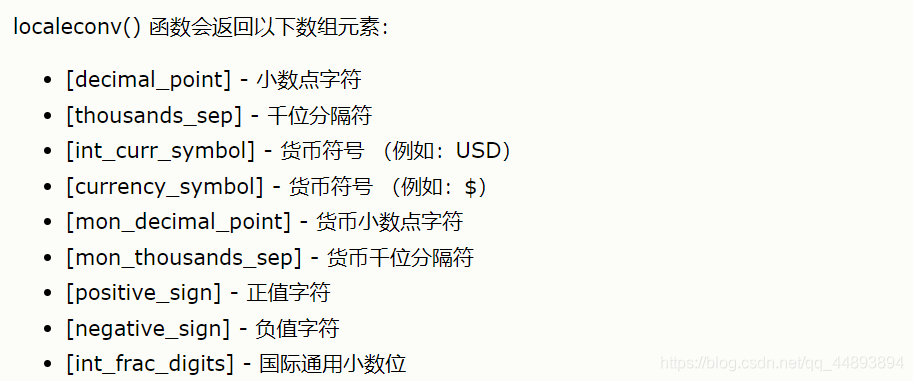 localeconv() 函数会返回以下数组元素：
• [decimal_point] - 小数点字符
• [thousands_sep] - 千位分隔符
• [int_curr_symbol] - 货币符号 （例如：USD）
• [currency_symbol] - 货币符号 （例如：$）
• [mon_decimal_point] - 货币小数点字符
• [mon_thousands_sep] - 货币千位分隔符
• [positive_sign] - 正值字符
• [negative_sign] - 负值字符
• [int_frac_digits] - 国际通用小数位
https://blog.csdn.net/qq_44893894